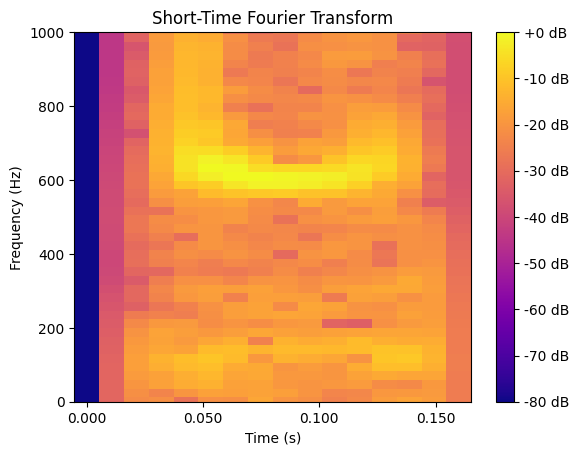 Short-Time Fourier Transform
1000
800
600
400
200
0
Frequency (Hz)
0.000
0.050
0.100
0.150
Time (s)
+0 dB
-10 dB
-20 dB
-30 dB
-40 dB
-50 dB
-60 dB
-70 dB
-80 dB